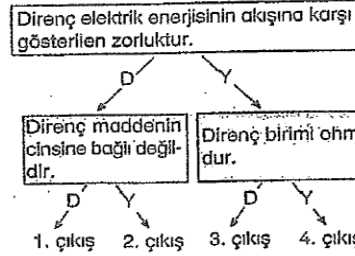 Direnç elektrik enerjisinin akışına karşı
gösterilen zorluktur.
D Y
Direnç maddenin
cinsine bağlı değil-
dir.
Direnç birimi ohm
dur.
D Y D Y
1. çıkış 2. çıkış 3. çıkış 4. çıkış